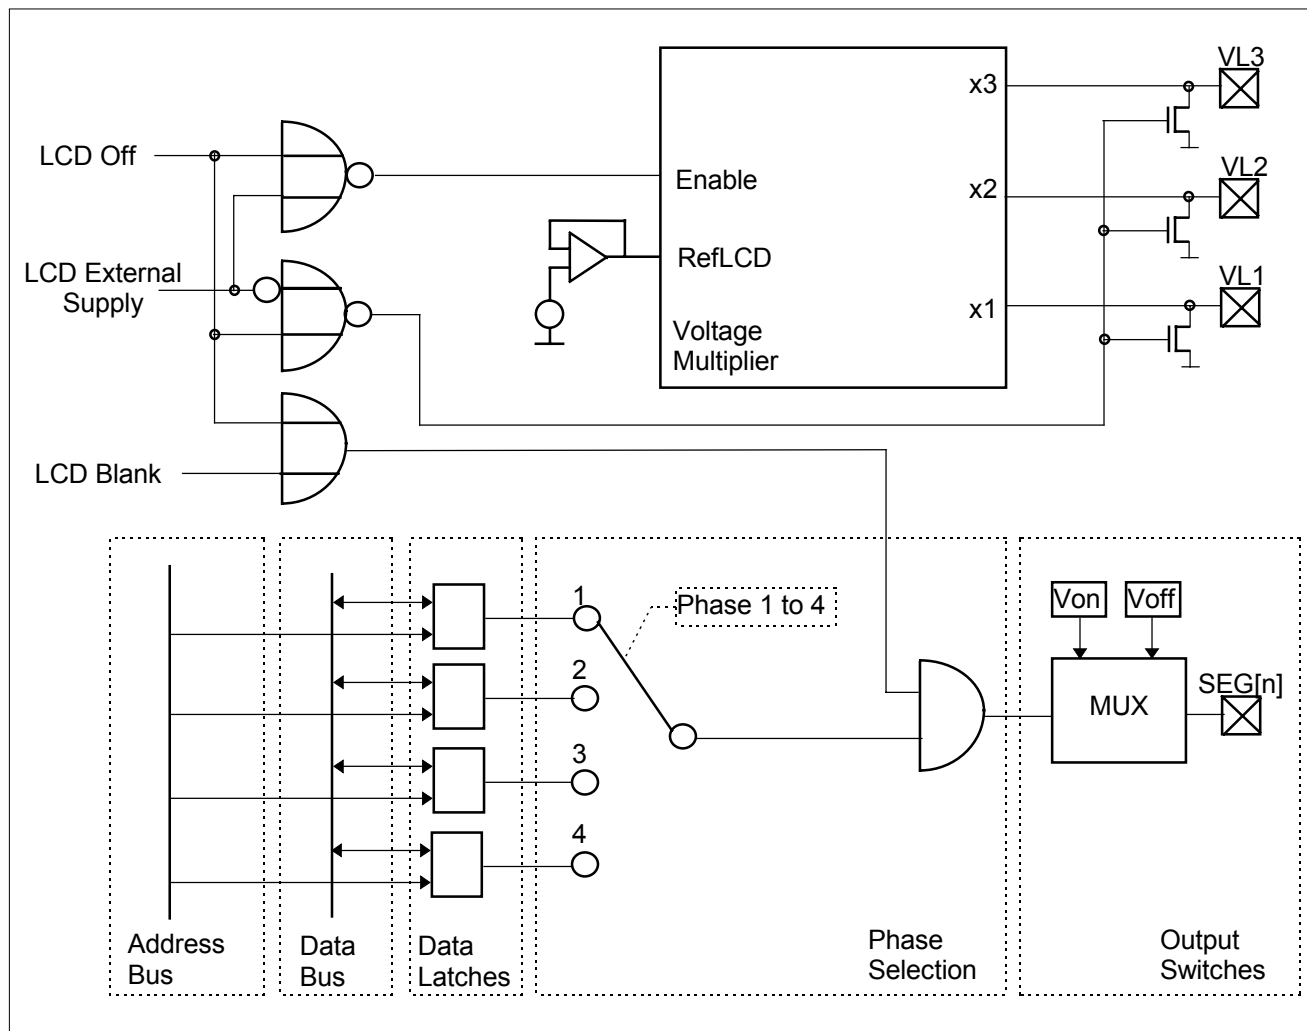 VL3
x3
LCD Off
Enable
x2
VL2
LCD External
Supply
RefLCD
x1
VL1
Voltage
Multiplier
LCD Blank
1
Phase 1 to 4
Von
Voff
2
MUX
SEG[n]
3
4
Address
Bus
Data
Bus
Data
Latches
Phase
Selection
Output
Switches